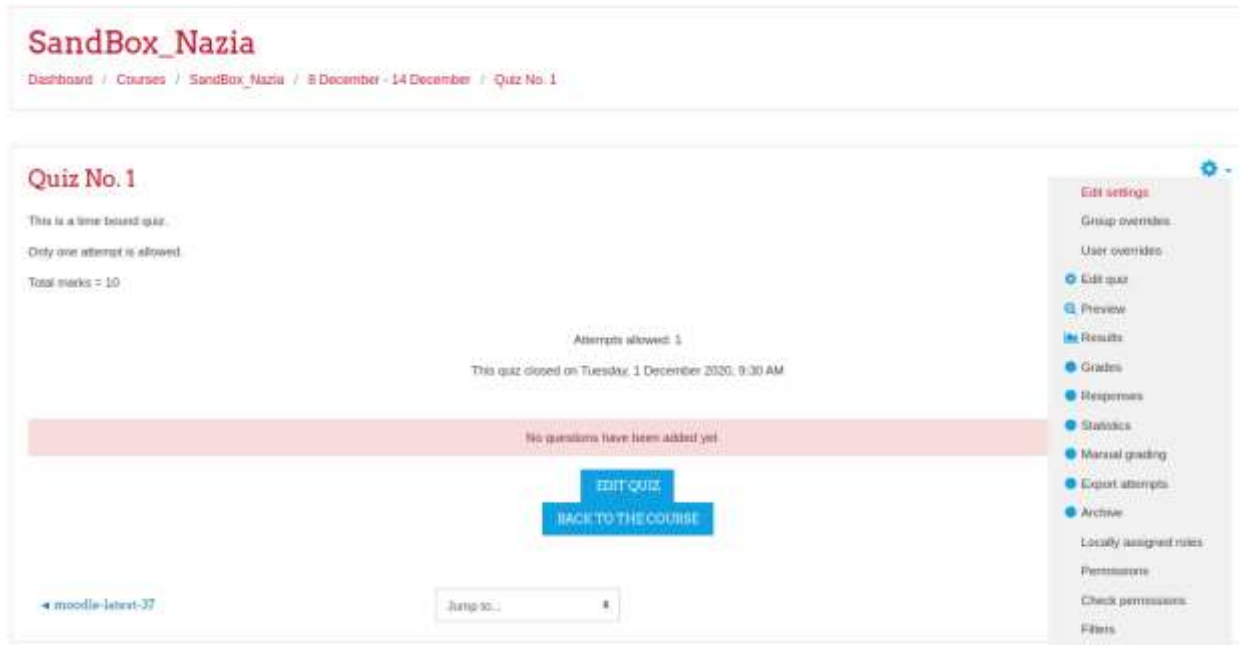 SandBox_Nazia
Dashboard / Courses / SandBox_Nazia / 8 December - 14 December / Quiz No. 1
Quiz No. 1
This is a time bound quiz.
Only one attempt is allowed.
Total marks = 10
Attempts allowed: 1
This quiz closed on Tuesday, 1 December 2020, 9:30 AM
No questions have been added yet
EDIT QUIZ
BACK TO THE COURSE
◄ moodle-latest-37
Jump to...
Edit settings
Group overrides
User overrides
Edit quiz
Preview
Results
Grades
Responses
Statistics
Manual grading
Export attempts
Archive
Locally assigned roles
Permissions
Check permissions
Filters